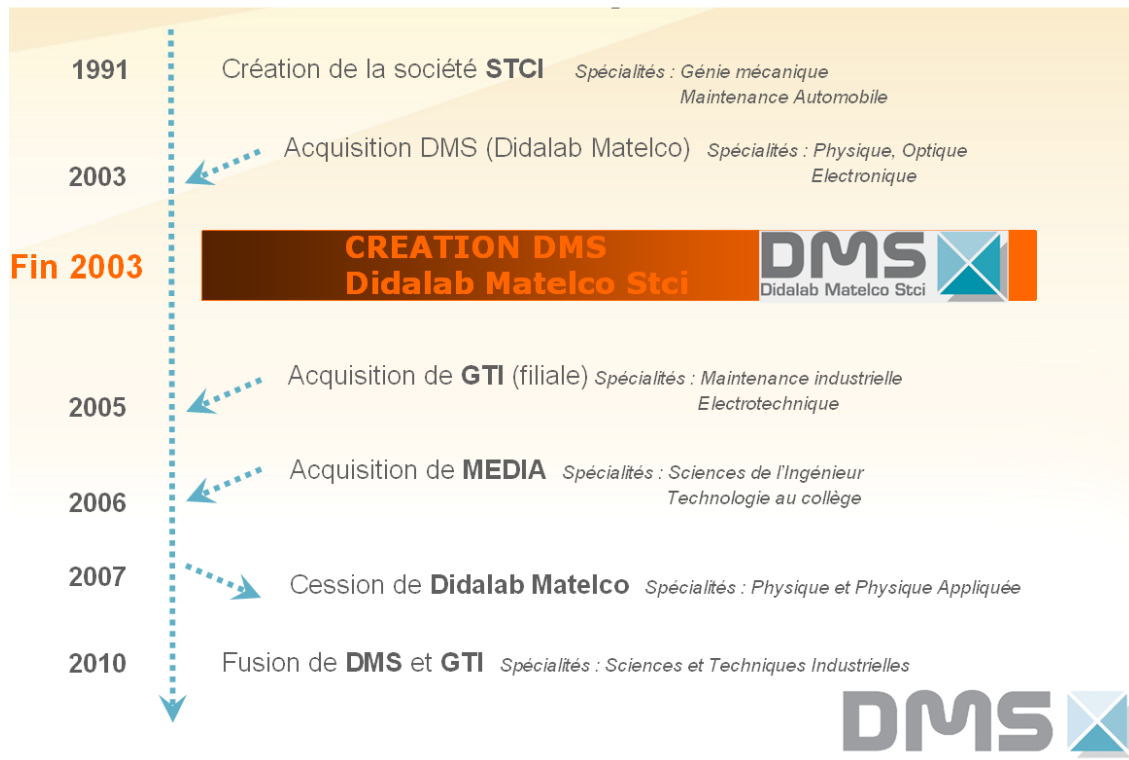 1991 Création de la société STCI Spécialités : Génie mécanique
Maintenance Automobile
Acquisition DMS (Didalab Matelco) Spécialités : Physique, Optique
2003 Electronique
CREATION DMS
Fin 2003 Didalab Matelco Stci
DMS
Didalab Matelco Stci
Acquisition de GTI (filiale) Spécialités : Maintenance industrielle
2005 Electrotechnique
Acquisition de MEDIA Spécialités : Sciences de l'Ingénieur
2006 Technologie au collège
2007 Cession de Didalab Matelco Spécialités : Physique et Physique Appliquée
2010 Fusion de DMS et GTI Spécialités : Sciences et Techniques Industrielles
DMS